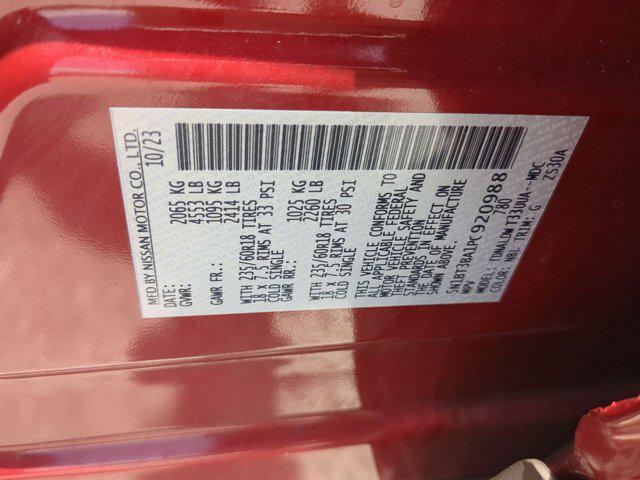 MFD BY NISSAN MOTOR CO., LTD.
DATE: 10/23
GVWR: 2065 KG
4553 LB
GAWR FR.: 1095 KG
2414 LB
WITH 235/60R18 TIRES
18 X 7.5 RIMS AT 33 PSI
COLD SINGLE
GAWR RR.: 1025 KG
2260 LB
WITH 235/60R18 TIRES
18 X 7.5 RIMS AT 30 PSI
COLD SINGLE
THIS VEHICLE CONFORMS TO
ALL APPLICABLE FEDERAL
MOTOR VEHICLE SAFETY AND
THEFT PREVENTION
STANDARDS IN EFFECT ON
THE DATE OF MANUFACTURE
SHOWN ABOVE.
5N1BT3BA1PC920988
MPV 780
MODEL: TDMALDW T33UUA--MDC
COLOR: NBL TRIM: G 2530A